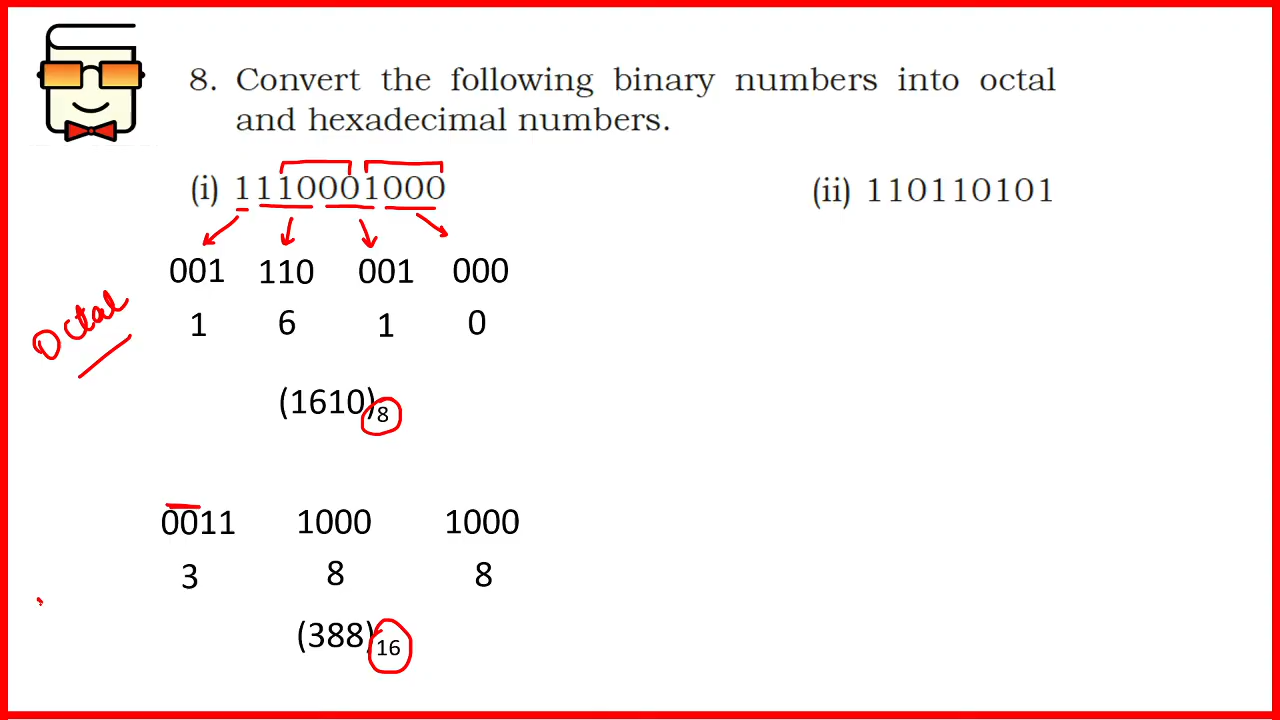 8. Convert the following binary numbers into octal
and hexadecimal numbers.
(i) 1110001000
(ii) 110110101
001 110 001 000
Octal
1 6 1 0
(1610)8
0011 1000 1000
3 8 8
(388)16